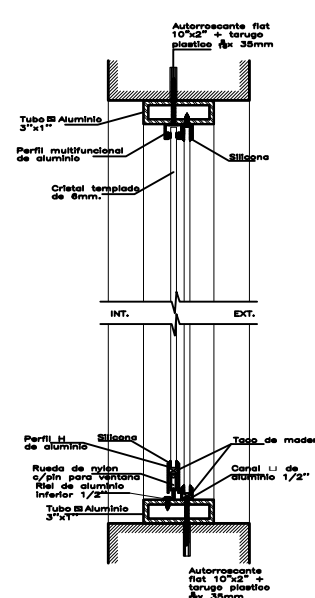 Autorroscante flat
10"x2" + tarugo
plastico x 35mm
Tubo Aluminio
3"x1"
Perfil multifuncional
de aluminio
Silicona
Cristal templado
de 6mm.
INT.
EXT.
Perfil H
de aluminio
Silicona
Taco de mader
Rueda de nylon
c/pin para ventana
Riel de aluminio
inferior 1/2"
Canal ⊔ de
aluminio 1/2"
Tubo Aluminio
3"x1"
Autorroscante
flat 10"x2" +
tarugo plastico
x 35mm